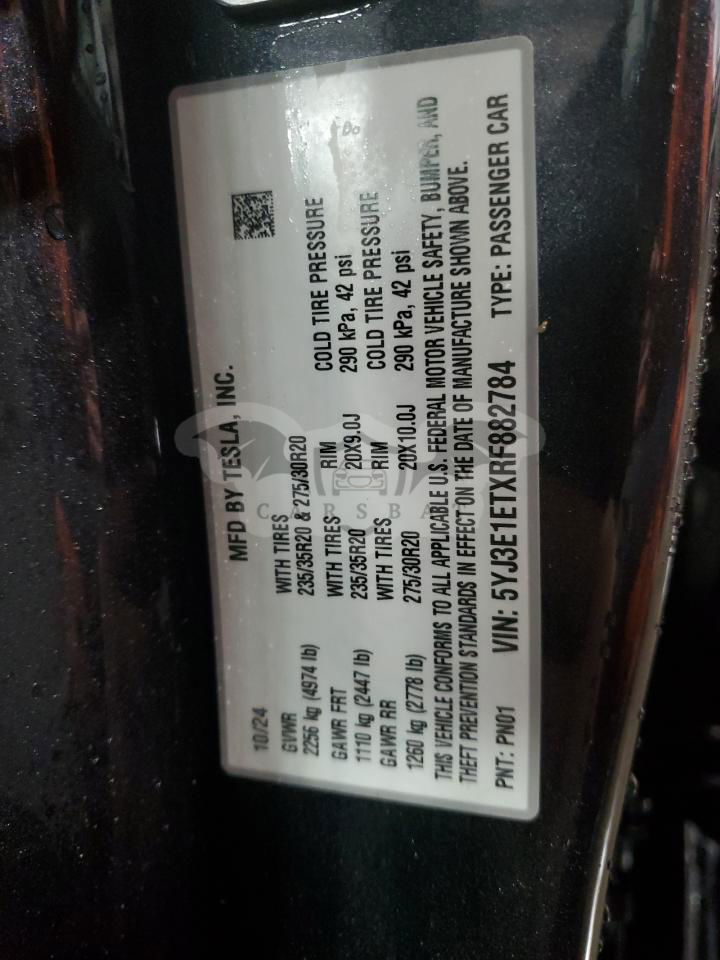 MFD BY TESLA, INC.
10/24
GVWR WITH TIRES COLD TIRE PRESSURE
2256 kg (4974 lb) 235/35R20 & 275/30R20 290 kPa, 42 psi
GAWR FRT WITH TIRES RIM COLD TIRE PRESSURE
1110 kg (2447 lb) 235/35R20 20X9.0J 290 kPa, 42 psi
GAWR RR WITH TIRES RIM
1260 kg (2778 lb) 275/30R20 20X10.0J
THIS VEHICLE CONFORMS TO ALL APPLICABLE U.S. FEDERAL MOTOR VEHICLE SAFETY, BUMPER, AND
THEFT PREVENTION STANDARDS IN EFFECT ON THE DATE OF MANUFACTURE SHOWN ABOVE.
PNT: PN01 VIN: 5YJ3E1ETXRF882784 TYPE: PASSENGER CAR
CARSBAT